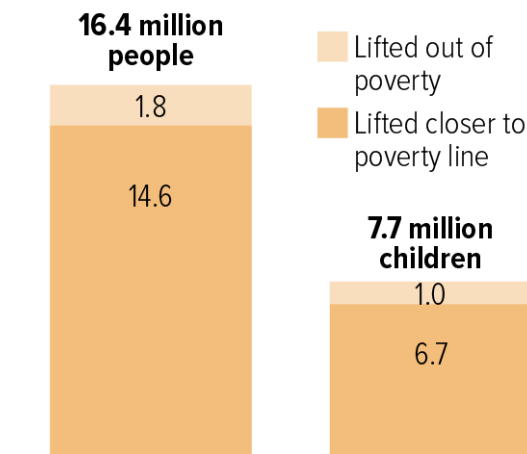 16.4 million
people
1.8
14.6
Lifted out of
poverty
Lifted closer to
poverty line
7.7 million
children
1.0
6.7